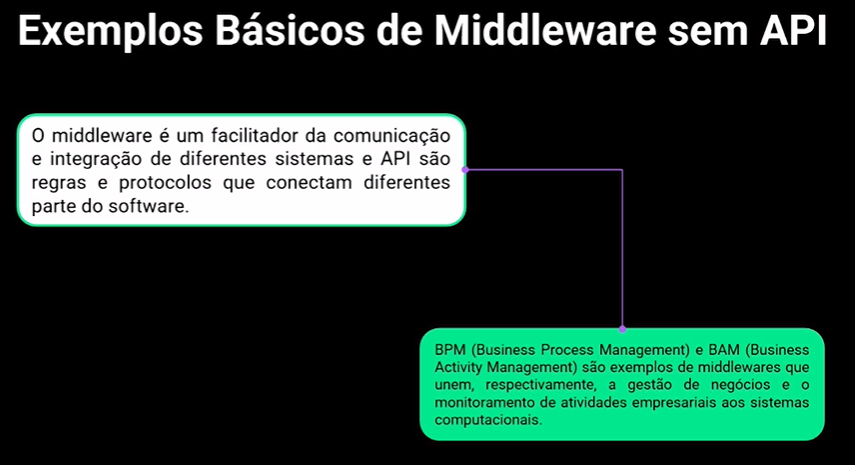 Exemplos Básicos de Middleware sem API
O middleware é um facilitador da comunicação
e integração de diferentes sistemas e API são
regras e protocolos que conectam diferentes
parte do software.
BPM (Business Process Management) e BAM (Business
Activity Management) são exemplos de middlewares que
unem, respectivamente, a gestão de negócios e o
monitoramento de atividades empresariais aos sistemas
computacionais.